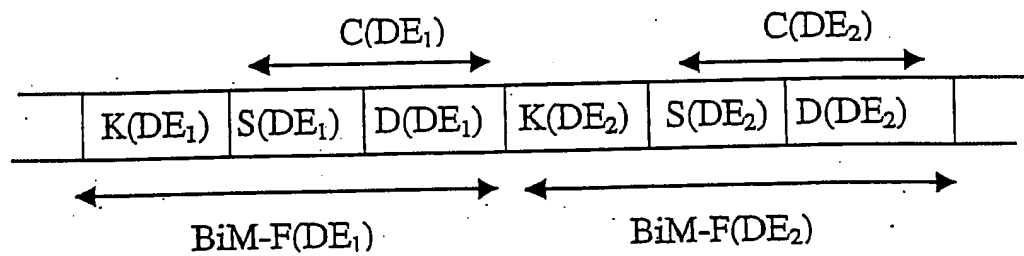 C(DE₁) C(DE₂)
K(DE₁) S(DE₁) D(DE₁) K(DE₂) S(DE₂) D(DE₂)
BiM-F(DE₁) BiM-F(DE₂)